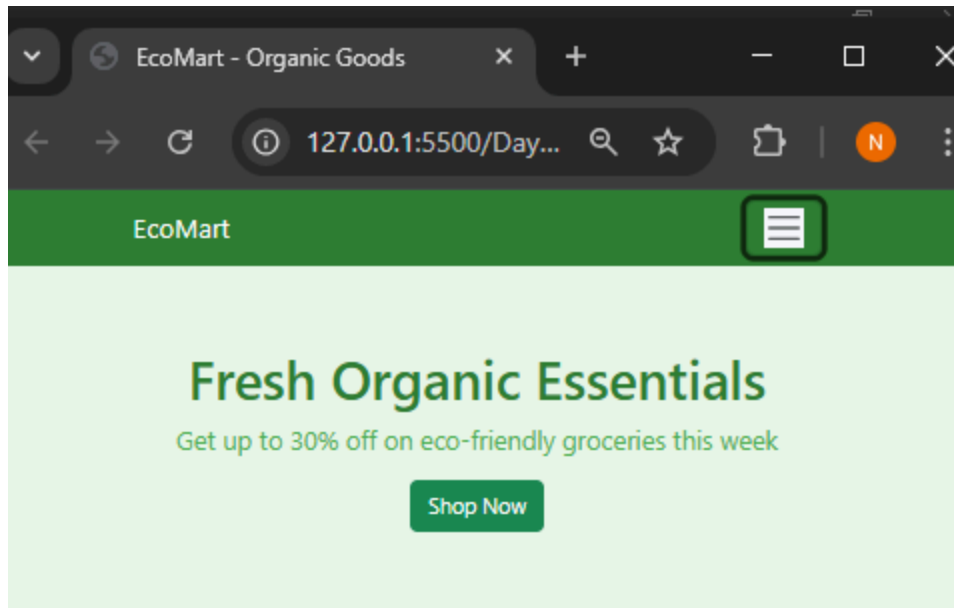 EcoMart - Organic Goods
127.0.0.1:5500/Day...
N
EcoMart
Fresh Organic Essentials
Get up to 30% off on eco-friendly groceries this week
Shop Now